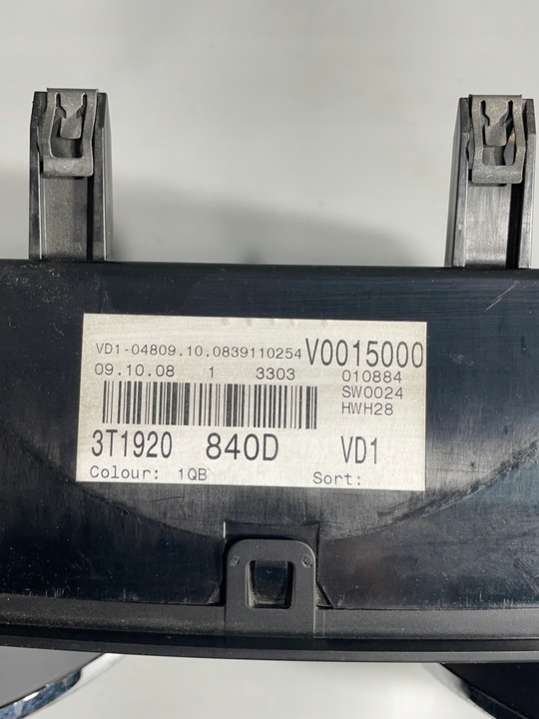 VD1-04809.10.0839110254 V0015000
09.10.08 1 3303 010884
SW0024
HWH28
3T1920 840D VD1
Colour: 1QB Sort: